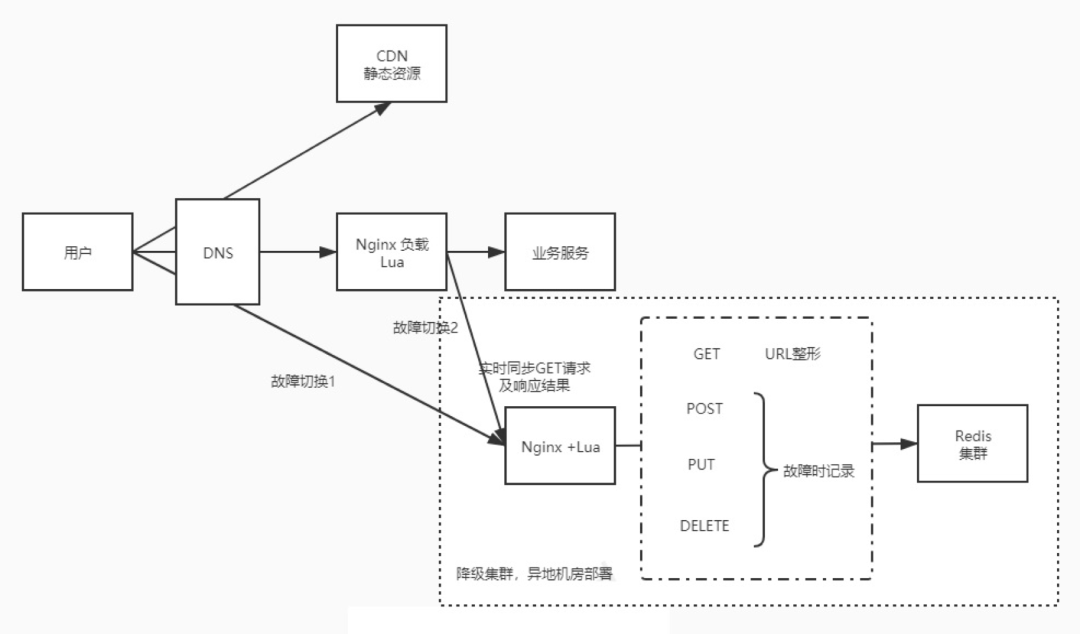 CDN
静态资源
用户
DNS
Nginx 负载
Lua
业务服务
故障切换2
故障切换1
实时同步GET请求
及响应结果
Nginx +Lua
GET
URL整形
POST
PUT
DELETE
故障时记录
Redis
集群
降级集群，异地机房部署